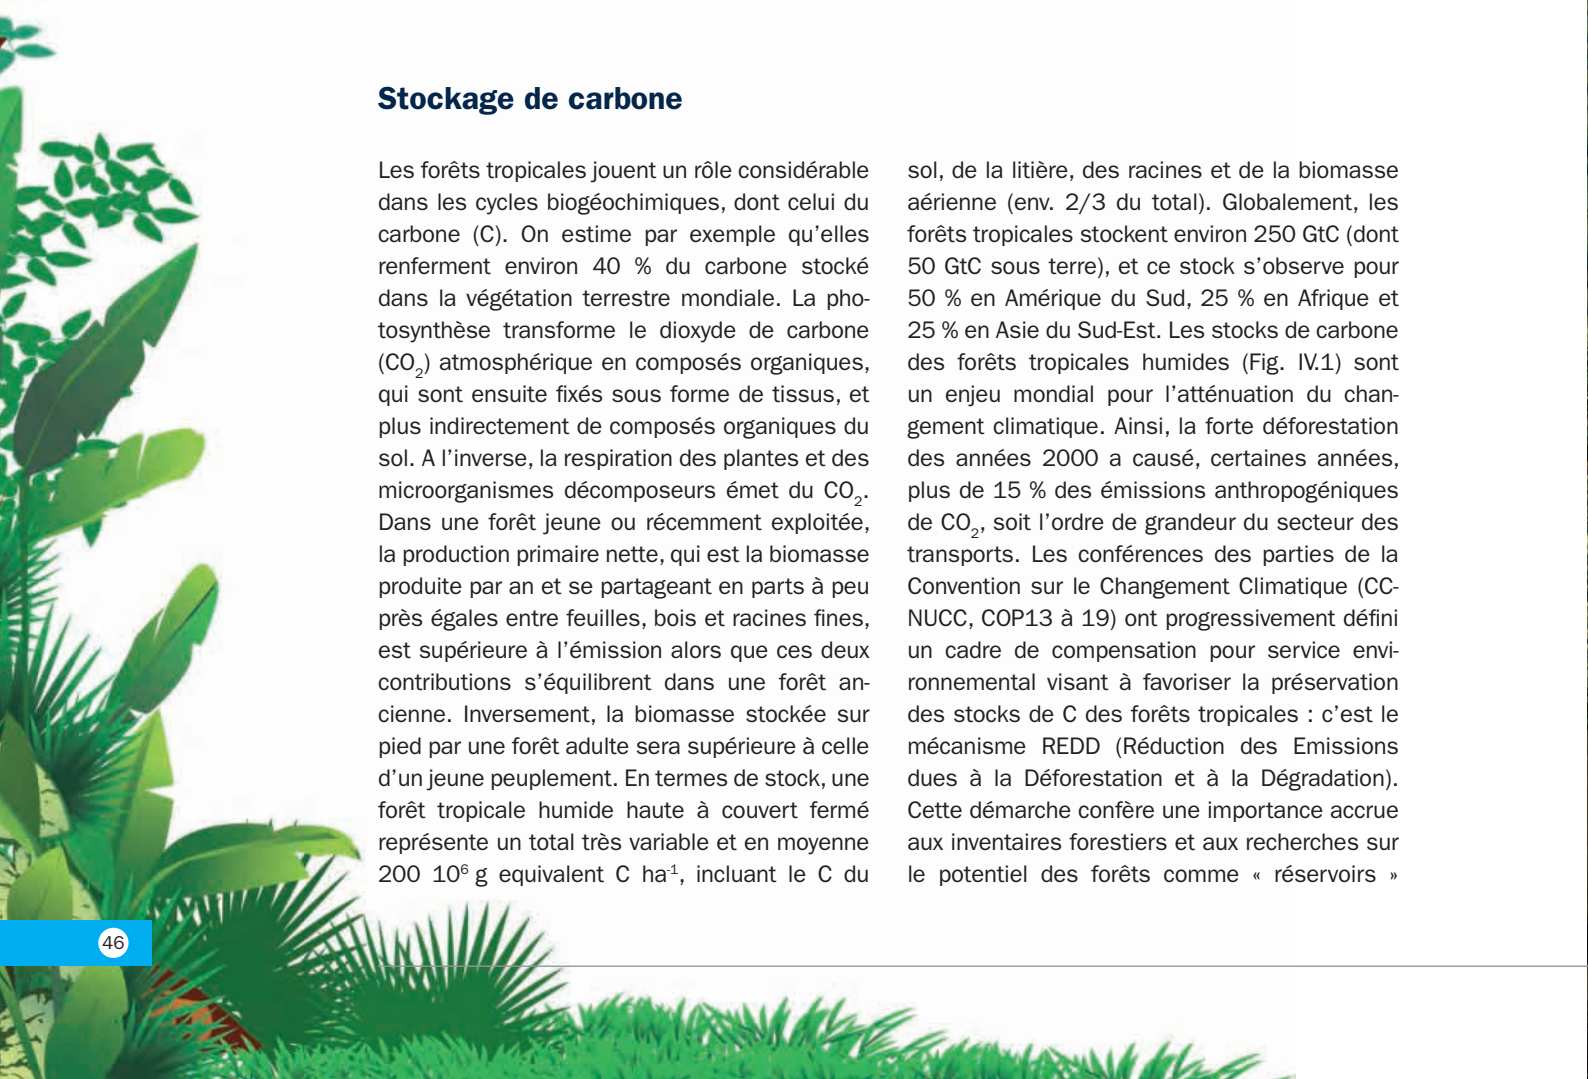 Stockage de carbone
Les forêts tropicales jouent un rôle considérable
dans les cycles biogéochimiques, dont celui du
carbone (C). On estime par exemple qu’elles
renferment environ 40 % du carbone stocké
dans la végétation terrestre mondiale. La pho-
tosynthèse transforme le dioxyde de carbone
(CO₂) atmosphérique en composés organiques,
qui sont ensuite fixés sous forme de tissus, et
plus indirectement de composés organiques du
sol. A l’inverse, la respiration des plantes et des
microorganismes décomposeurs émet du CO₂.
Dans une forêt jeune ou récemment exploitée,
la production primaire nette, qui est la biomasse
produite par an et se partageant en parts à peu
près égales entre feuilles, bois et racines fines,
est supérieure à l’émission alors que ces deux
contributions s’équilibrent dans une forêt an-
cienne. Inversement, la biomasse stockée sur
pied par une forêt adulte sera supérieure à celle
d’un jeune peuplement. En termes de stock, une
forêt tropicale humide haute à couvert fermé
représente un total très variable et en moyenne
200 10⁶ g equivalent C ha⁻¹, incluant le C du
sol, de la litière, des racines et de la biomasse
aérienne (env. 2/3 du total). Globalement, les
forêts tropicales stockent environ 250 GtC (dont
50 GtC sous terre), et ce stock s’observe pour
50 % en Amérique du Sud, 25 % en Afrique et
25 % en Asie du Sud-Est. Les stocks de carbone
des forêts tropicales humides (Fig. IV.1) sont
un enjeu mondial pour l’atténuation du chan-
gement climatique. Ainsi, la forte déforestation
des années 2000 a causé, certaines années,
plus de 15 % des émissions anthropogéniques
de CO₂, soit l’ordre de grandeur du secteur des
transports. Les conférences des parties de la
Convention sur le Changement Climatique (CC-
NUCC, COP13 à 19) ont progressivement défini
un cadre de compensation pour service envi-
ronnemental visant à favoriser la préservation
des stocks de C des forêts tropicales : c’est le
mécanisme REDD (Réduction des Emissions
dues à la Déforestation et à la Dégradation).
Cette démarche confère une importance accrue
aux inventaires forestiers et aux recherches sur
le potentiel des forêts comme « réservoirs »
46